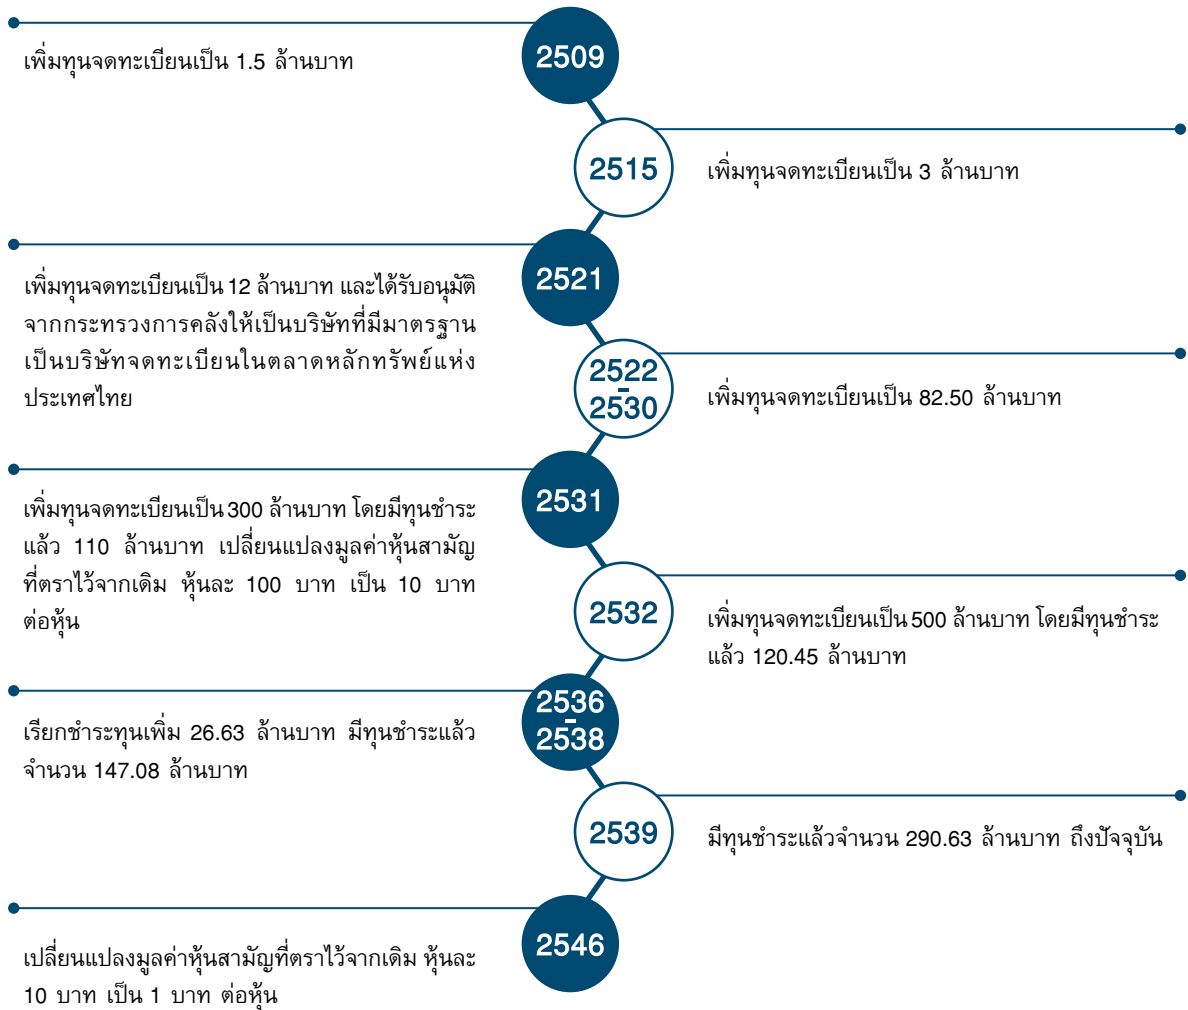 2509
เพิ่มทุนจดทะเบียนเป็น 1.5 ล้านบาท
2515
เพิ่มทุนจดทะเบียนเป็น 3 ล้านบาท
2521
เพิ่มทุนจดทะเบียนเป็น 12 ล้านบาท และได้รับอนุมัติ
จากกระทรวงการคลังให้เป็นบริษัทที่มีมาตรฐาน
เป็นบริษัทจดทะเบียนในตลาดหลักทรัพย์แห่ง
ประเทศไทย
2522
-
2530
เพิ่มทุนจดทะเบียนเป็น 82.50 ล้านบาท
2531
เพิ่มทุนจดทะเบียนเป็น 300 ล้านบาท โดยมีทุนชำระ
แล้ว 110 ล้านบาท เปลี่ยนแปลงมูลค่าหุ้นสามัญ
ที่ตราไว้จากเดิม หุ้นละ 100 บาท เป็น 10 บาท
ต่อหุ้น
2532
เพิ่มทุนจดทะเบียนเป็น 500 ล้านบาท โดยมีทุนชำระ
แล้ว 120.45 ล้านบาท
2536
-
2538
เรียกชำระทุนเพิ่ม 26.63 ล้านบาท มีทุนชำระแล้ว
จำนวน 147.08 ล้านบาท
2539
มีทุนชำระแล้วจำนวน 290.63 ล้านบาท ถึงปัจจุบัน
2546
เปลี่ยนแปลงมูลค่าหุ้นสามัญที่ตราไว้จากเดิม หุ้นละ
10 บาท เป็น 1 บาท ต่อหุ้น